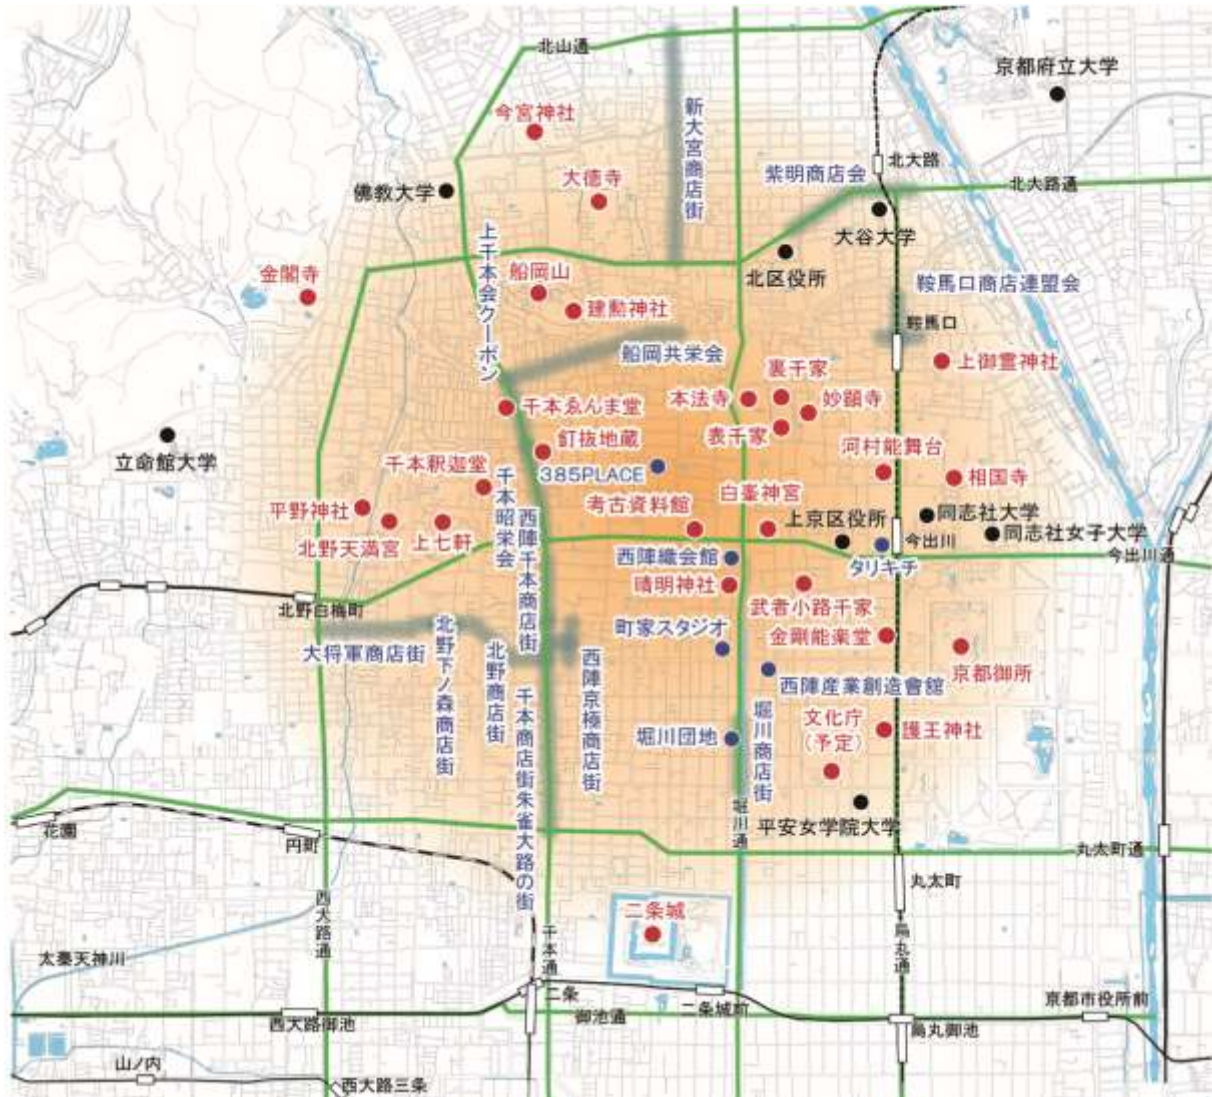 北山通
京都府立大学
今宮神社
新大宮商店街
北大路
紫明商店会
大徳寺
佛教大学
北大路通
大谷大学
上千本会クーポン
北区役所
船岡山
金閣寺
鞍馬口商店連盟会
建勲神社
鞍馬口
船岡共栄会
上御霊神社
裏千家
本法寺
妙顕寺
千本ゑんま堂
表千家
釘抜地蔵
河村能舞台
立命館大学
千本釈迦堂
385PLACE
相国寺
千本昭栄会
考古資料館
白峯神宮
平野神社
西陣千本商店街
上京区役所
同志社大学
北野天満宮
上七軒
今出川
同志社女子大学
西陣織会館
タリキチ
今出川通
晴明神社
武者小路千家
北野白梅町
北野下ノ森商店街
町家スタジオ
金剛能楽堂
大将軍商店街
北野商店街
西陣京極商店街
京都御所
西陣産業創造會館
千本商店街朱雀大路の街
堀川商店街
文化庁
(予定)
護王神社
堀川団地
堀川通
平安女学院大学
花園
円町
丸太町通
丸太町
西大路通
二条城
千本通
烏丸通
太秦天神川
二条
二条城前
京都市役所前
西大路御池
御池通
烏丸御池
山ノ内
西大路三条